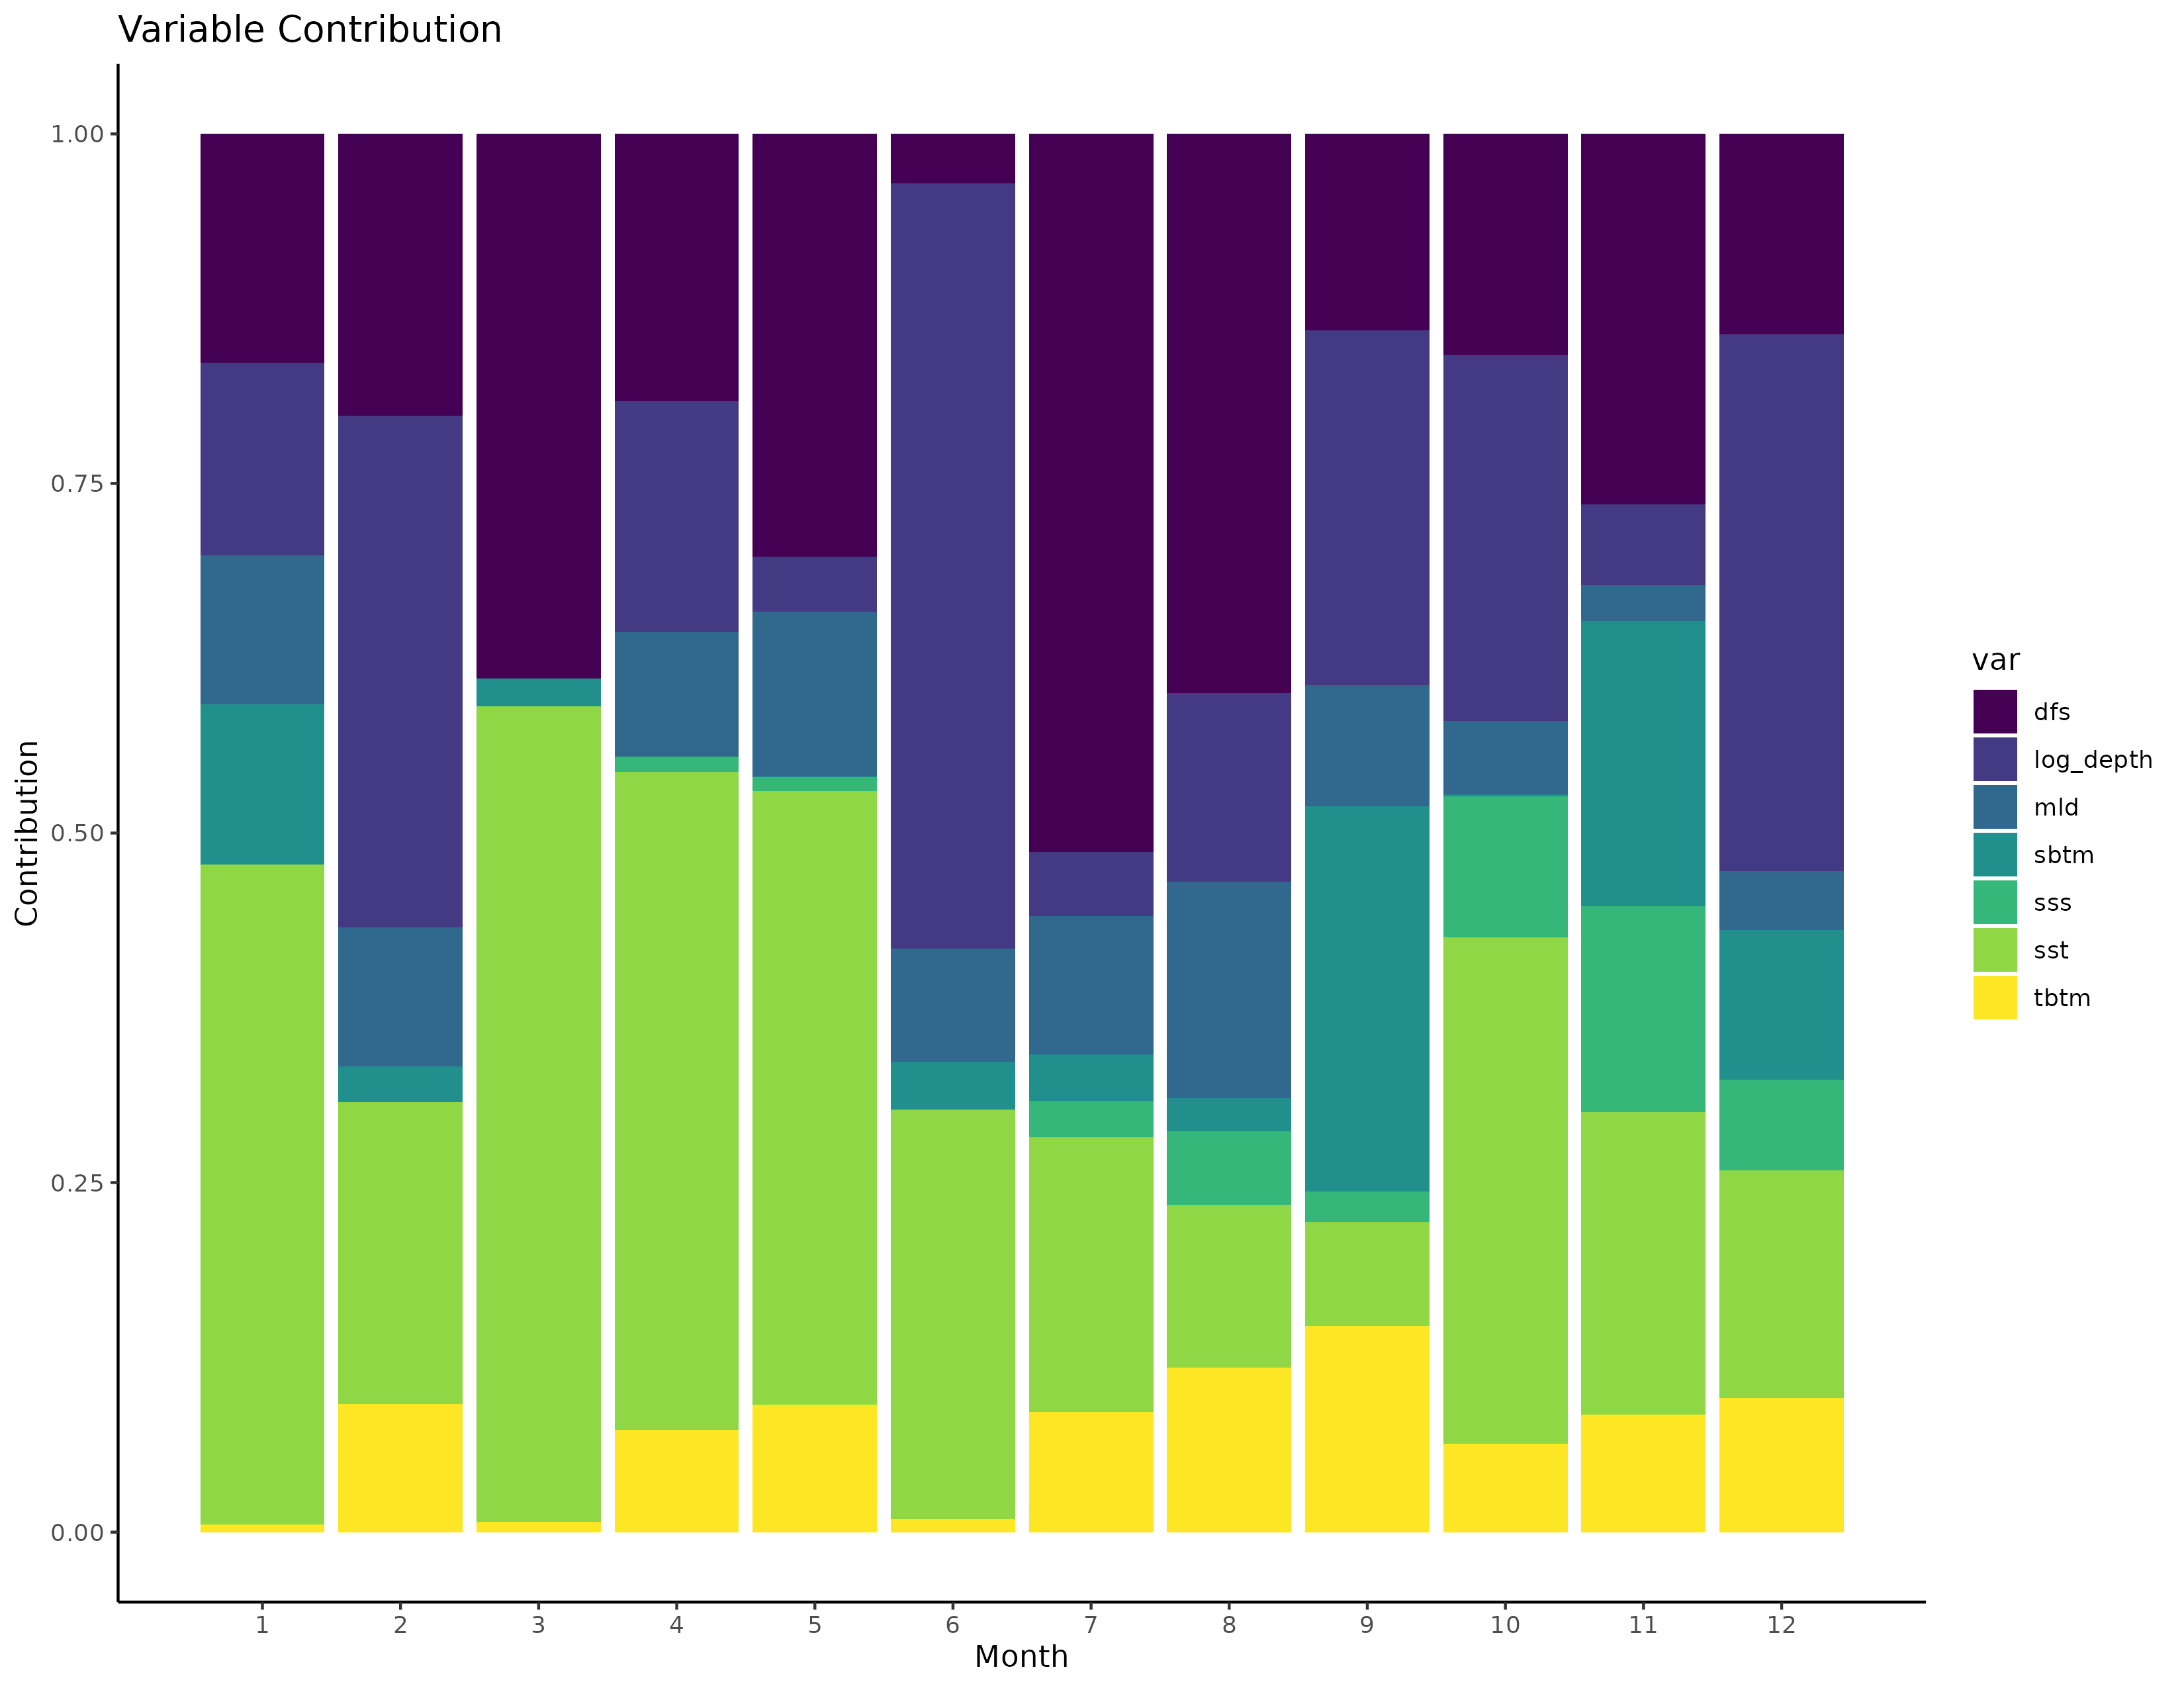 Variable Contribution
1.00
0.75
0.50
0.25
0.00
Contribution
1 2 3 4 5 6 7 8 9 10 11 12
Month
var
dfs
log_depth
mld
sbtm
sss
sst
tbtm